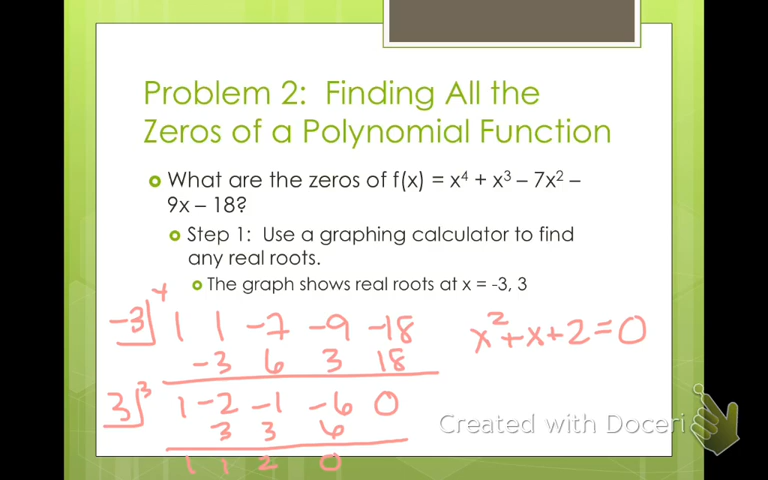 Problem 2: Finding All the
Zeros of a Polynomial Function
What are the zeros of f(x) = x⁴ + x³ – 7x² –
9x – 18?
Step 1: Use a graphing calculator to find
any real roots.
The graph shows real roots at x = -3, 3
-3 4 1 1 -7 -9 -18
x²+x+2=0
-3 6 3 18
3 3 1 -2 -1 -6 0
Created with Doceri
3 3 6
1 1 2 0